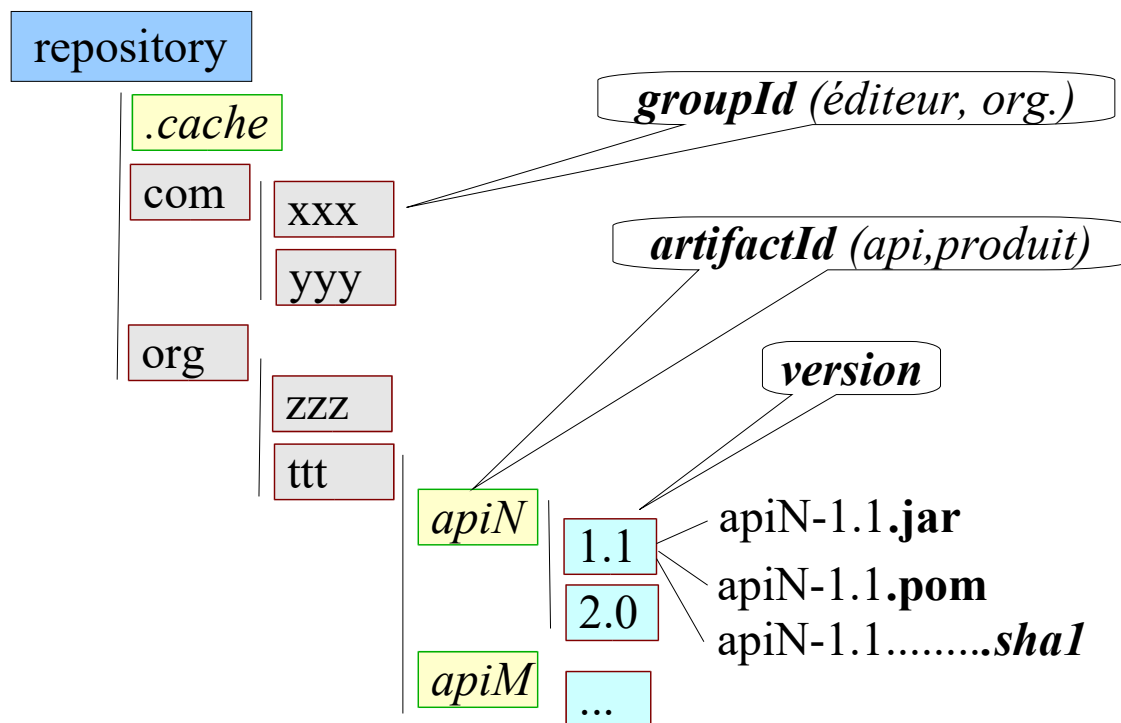 repository
.cache
groupId (éditeur, org.)
com
xxx
artifactId (api,produit)
yyy
org
version
zzz
ttt
apiN
apiN-1.1.jar
1.1
apiN-1.1.pom
2.0
apiN-1.1.........sha1
apiM
...